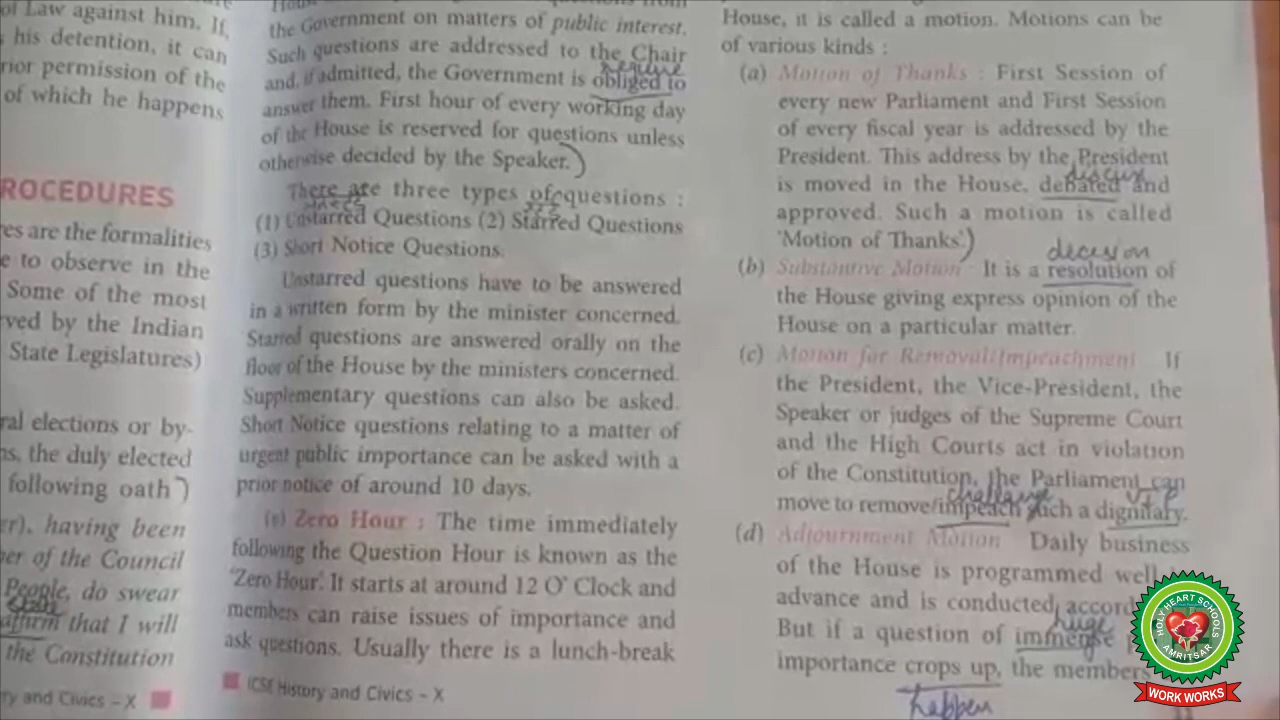 of Law against him. If,
his detention, it can
rior permission of the
of which he happens
ROCEDURES
es are the formalities
e to observe in the
Some of the most
ved by the Indian
State Legislatures)
ral elections or by-
ns, the duly elected
following oath)
er), having been
er of the Council
People, do swear
affirm that I will
the Constitution
ry and Civics – X
the Government on matters of public interest.
Such questions are addressed to the Chair
and, if admitted, the Government is obliged to
answer them. First hour of every working day
of the House is reserved for questions unless
otherwise decided by the Speaker.)
There are three types of questions :
(1) Unstarred Questions (2) Starred Questions
(3) Short Notice Questions.
Unstarred questions have to be answered
in a written form by the minister concerned.
Starred questions are answered orally on the
floor of the House by the ministers concerned.
Supplementary questions can also be asked.
Short Notice questions relating to a matter of
urgent public importance can be asked with a
prior notice of around 10 days.
(e) Zero Hour : The time immediately
following the Question Hour is known as the
'Zero Hour'. It starts at around 12 O' Clock and
members can raise issues of importance and
ask questions. Usually there is a lunch-break
ICSE History and Civics – X
House, it is called a motion. Motions can be
of various kinds :
(a) Motion of Thanks : First Session of
every new Parliament and First Session
of every fiscal year is addressed by the
President. This address by the President
discuss
is moved in the House, debated and
approved. Such a motion is called
'Motion of Thanks'.)
decision
(b) Substantive Motion It is a resolution of
the House giving express opinion of the
House on a particular matter.
(c) Motion for Removal/Impeachment If
the President, the Vice-President, the
Speaker or judges of the Supreme Court
and the High Courts act in violation
of the Constitution, the Parliament can
challange VIP
move to remove/impeach such a dignitary.
(d) Adjournment Motion Daily business
of the House is programmed well
advance and is conducted accord
huge
But if a question of immense
importance crops up, the members
happen
HOLY HEART SCHOOLS
AMRITSAR
WORK WORKS